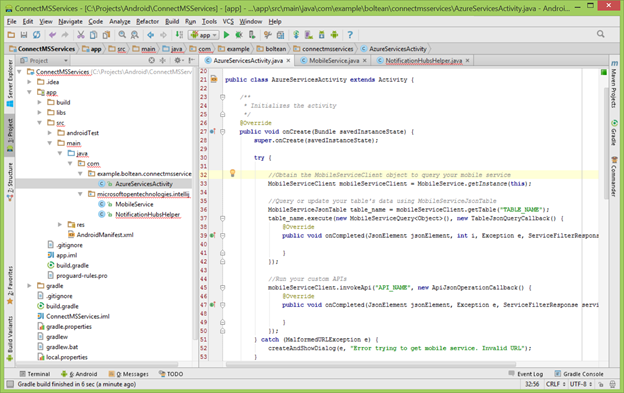 ConnectMSServices - [C:\Projects\Android\ConnectMSServices] - [app] - ...\app\src\main\java\com\example\boltean\connectmsservices\AzureServicesActivity.java - Andro...
File Edit View Navigate Code Analyze Refactor Build Run Tools VCS Window Help
app
ConnectMSServices app src main java com example boltean connectmsservices AzureServicesActivity
Project
AzureServicesActivity.java MobileService.java NotificationHubsHelper.java
ConnectMSServices (C:\Projects\Android\ConnectMSServi
.idea
app
build
libs
src
androidTest
main
java
com
example.boltean.connectmsservice
AzureServicesActivity
microsoftopentechnologies.intellij
MobileService
NotificationHubsHelper
res
AndroidManifest.xml
.gitignore
app.iml
build.gradle
proguard-rules.pro
gradle
.gitignore
build.gradle
ConnectMSServices.iml
gradle.properties
gradlew
gradlew.bat
local.properties
Server Explorer
1: Project
Z: Structure
2: Favorites
Build Variants
20
21 public class AzureServicesActivity extends Activity {
22
23 /**
24 * Initializes the activity
25 */
26 @Override
27 public void onCreate(Bundle savedInstanceState) {
28 super.onCreate(savedInstanceState);
29
30 try {
31
32 //Obtain the MobileServiceClient object to query your mobile service
33 MobileServiceClient mobileServiceClient = MobileService.getInstance(this);
34
35 //Query or update your table's data using MobileServiceJsonTable
36 MobileServiceJsonTable table_name = mobileServiceClient.getTable("TABLE_NAME");
37 table_name.execute(new MobileServiceQueryObject(), new TableJsonQueryCallback() {
38 @Override
39 public void onCompleted(JsonElement jsonElement, int i, Exception e, ServiceFilterResponse
40
41 }
42 });
43
44 //Run your custom APIs
45 mobileServiceClient.invokeApi("API_NAME", new ApiJsonOperationCallback() {
46 @Override
47 public void onCompleted(JsonElement jsonElement, Exception e, ServiceFilterResponse servi
48
49 }
50 });
51 } catch (MalformedURLException e) {
52 createAndShowDialog(e, "Error trying to get mobile service. Invalid URL");
53 }
Maven Projects
Gradle
Commander
Terminal 6: Android 0: Messages TODO Event Log Gradle Console
Gradle build finished in 6 sec (a minute ago) 32:56 CRLF UTF-8